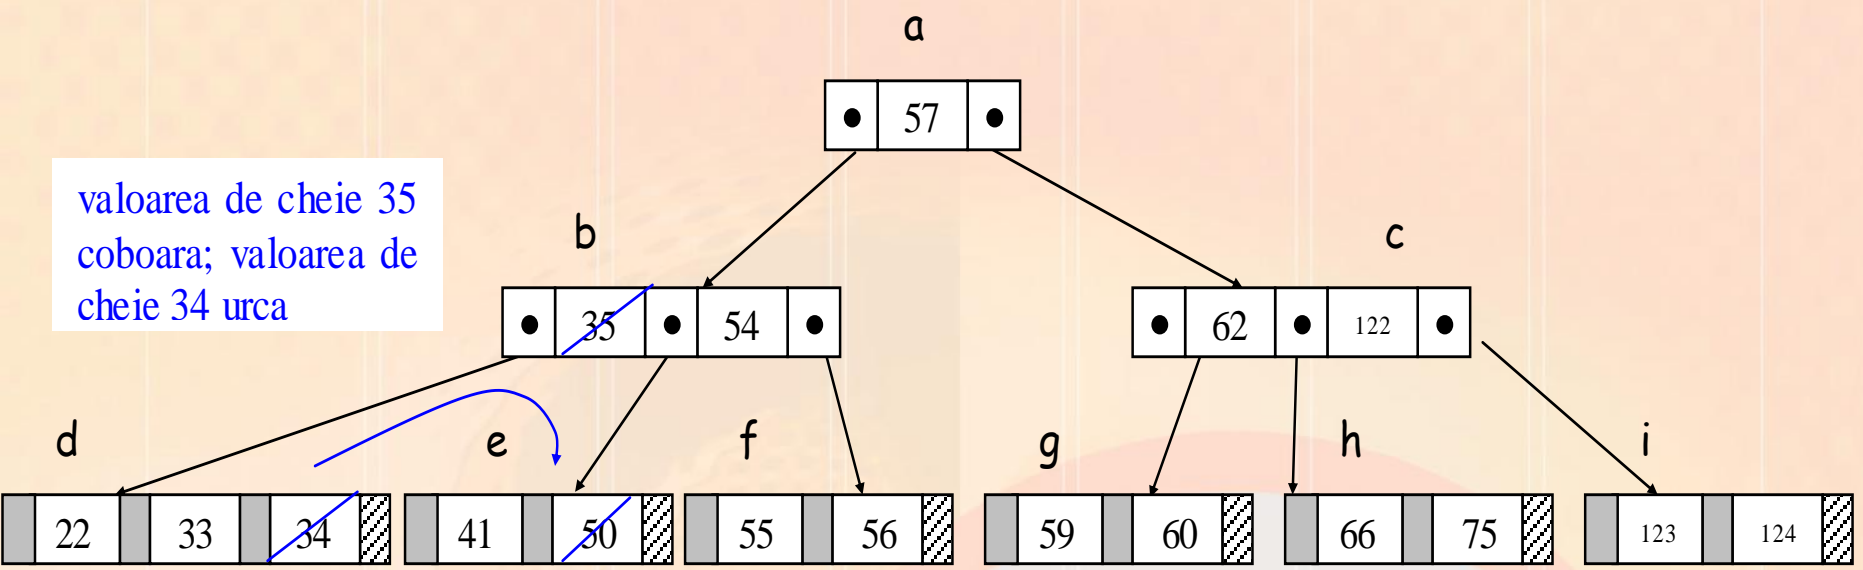 a
57
valoarea de cheie 35
coboara; valoarea de
cheie 34 urca
b
c
35 54
62 122
d
e
f
g
h
i
22 33 34
41 50
55 56
59 60
66 75
123 124